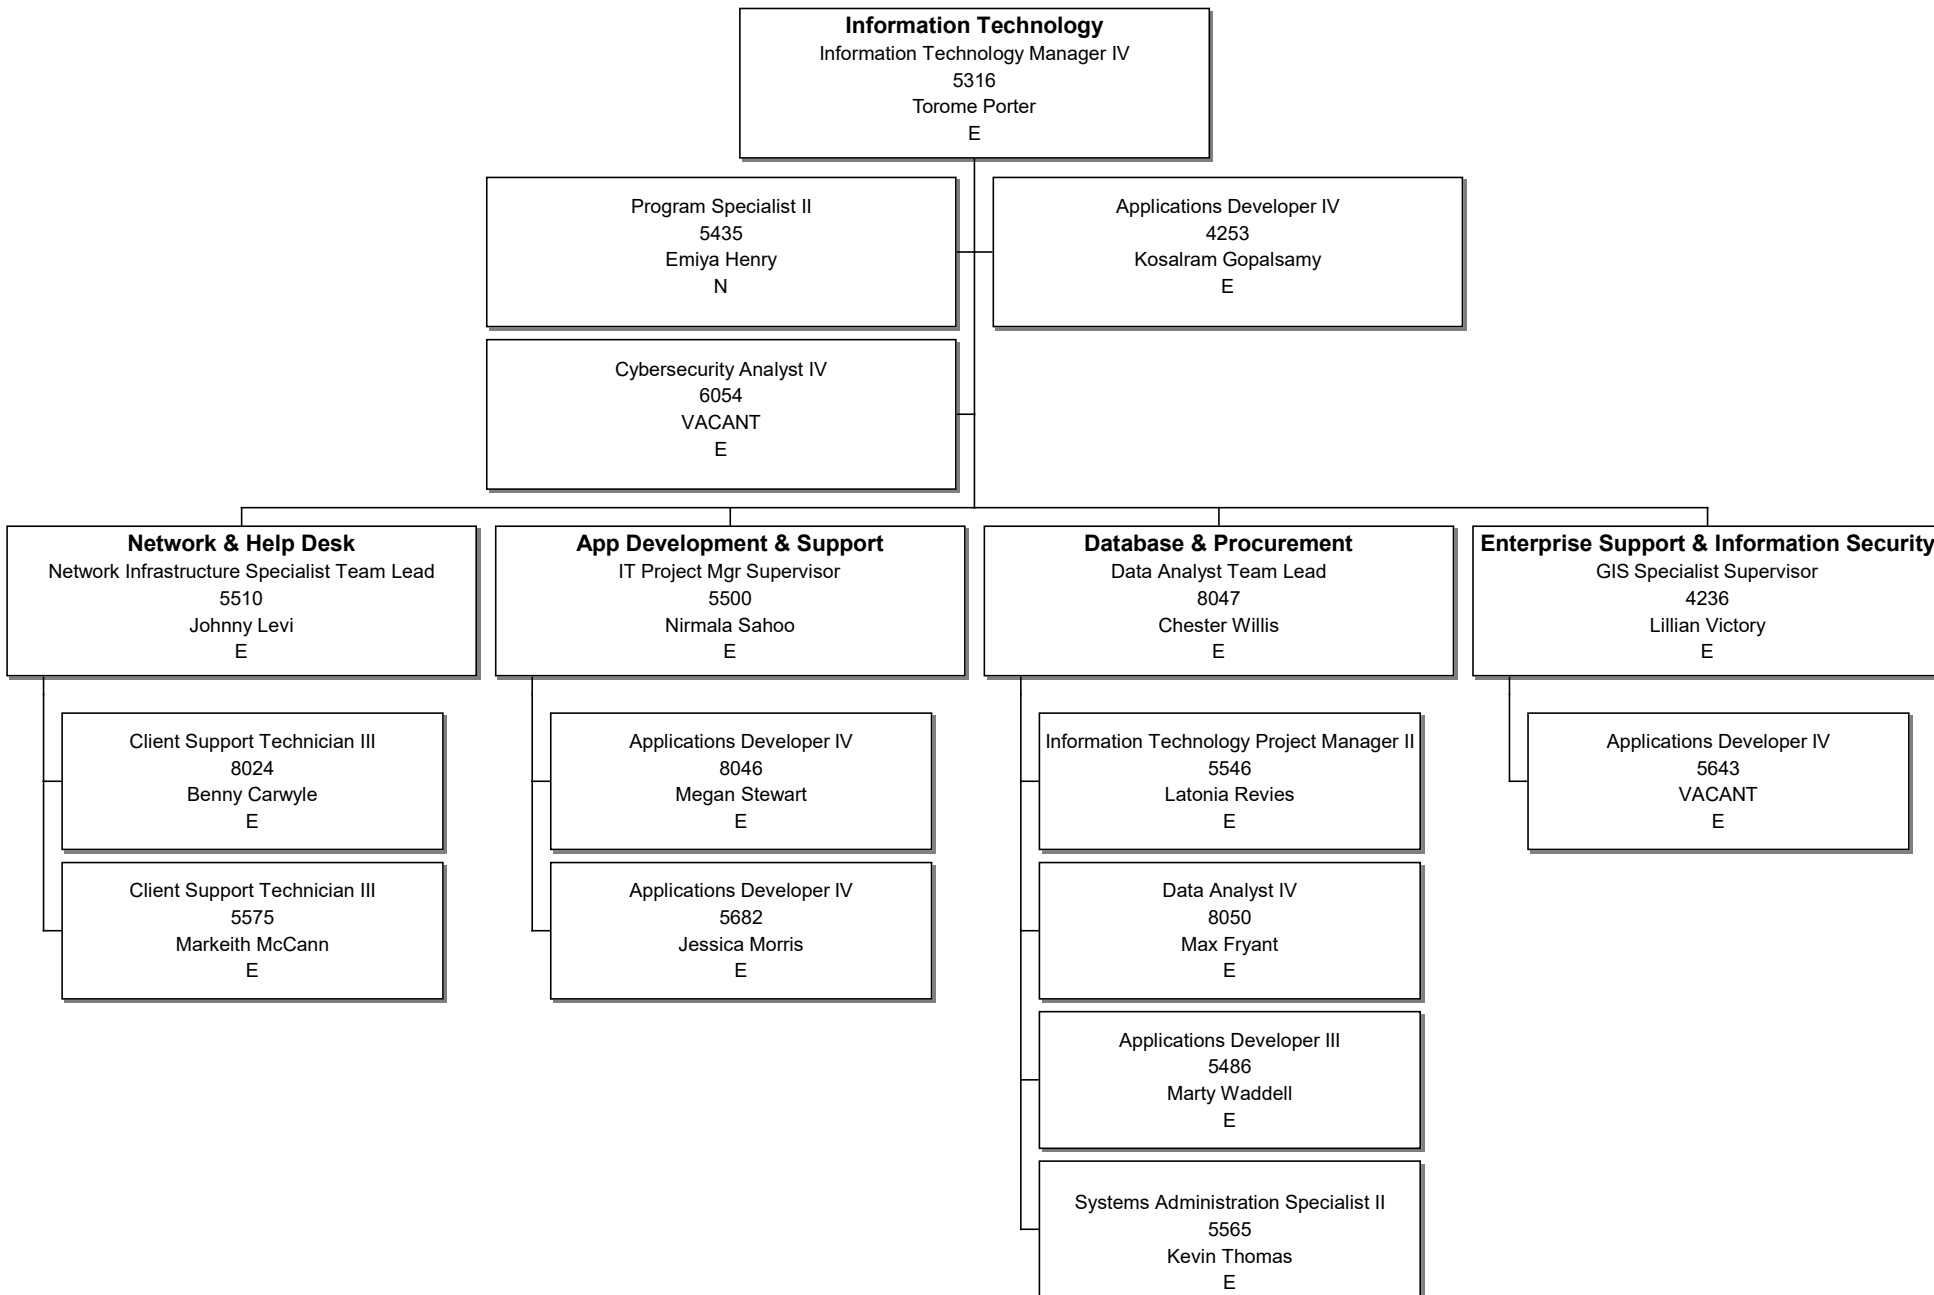 Information Technology
Information Technology Manager IV
5316
Torome Porter
E
Program Specialist II
5435
Emiya Henry
N
Applications Developer IV
4253
Kosalram Gopalsamy
E
Cybersecurity Analyst IV
6054
VACANT
E
Network & Help Desk
Network Infrastructure Specialist Team Lead
5510
Johnny Levi
E
Client Support Technician III
8024
Benny Carwyle
E
Client Support Technician III
5575
Markeith McCann
E
App Development & Support
IT Project Mgr Supervisor
5500
Nirmala Sahoo
E
Applications Developer IV
8046
Megan Stewart
E
Applications Developer IV
5682
Jessica Morris
E
Database & Procurement
Data Analyst Team Lead
8047
Chester Willis
E
Information Technology Project Manager II
5546
Latonia Revies
E
Data Analyst IV
8050
Max Fryant
E
Applications Developer III
5486
Marty Waddell
E
Systems Administration Specialist II
5565
Kevin Thomas
E
Enterprise Support & Information Security
GIS Specialist Supervisor
4236
Lillian Victory
E
Applications Developer IV
5643
VACANT
E